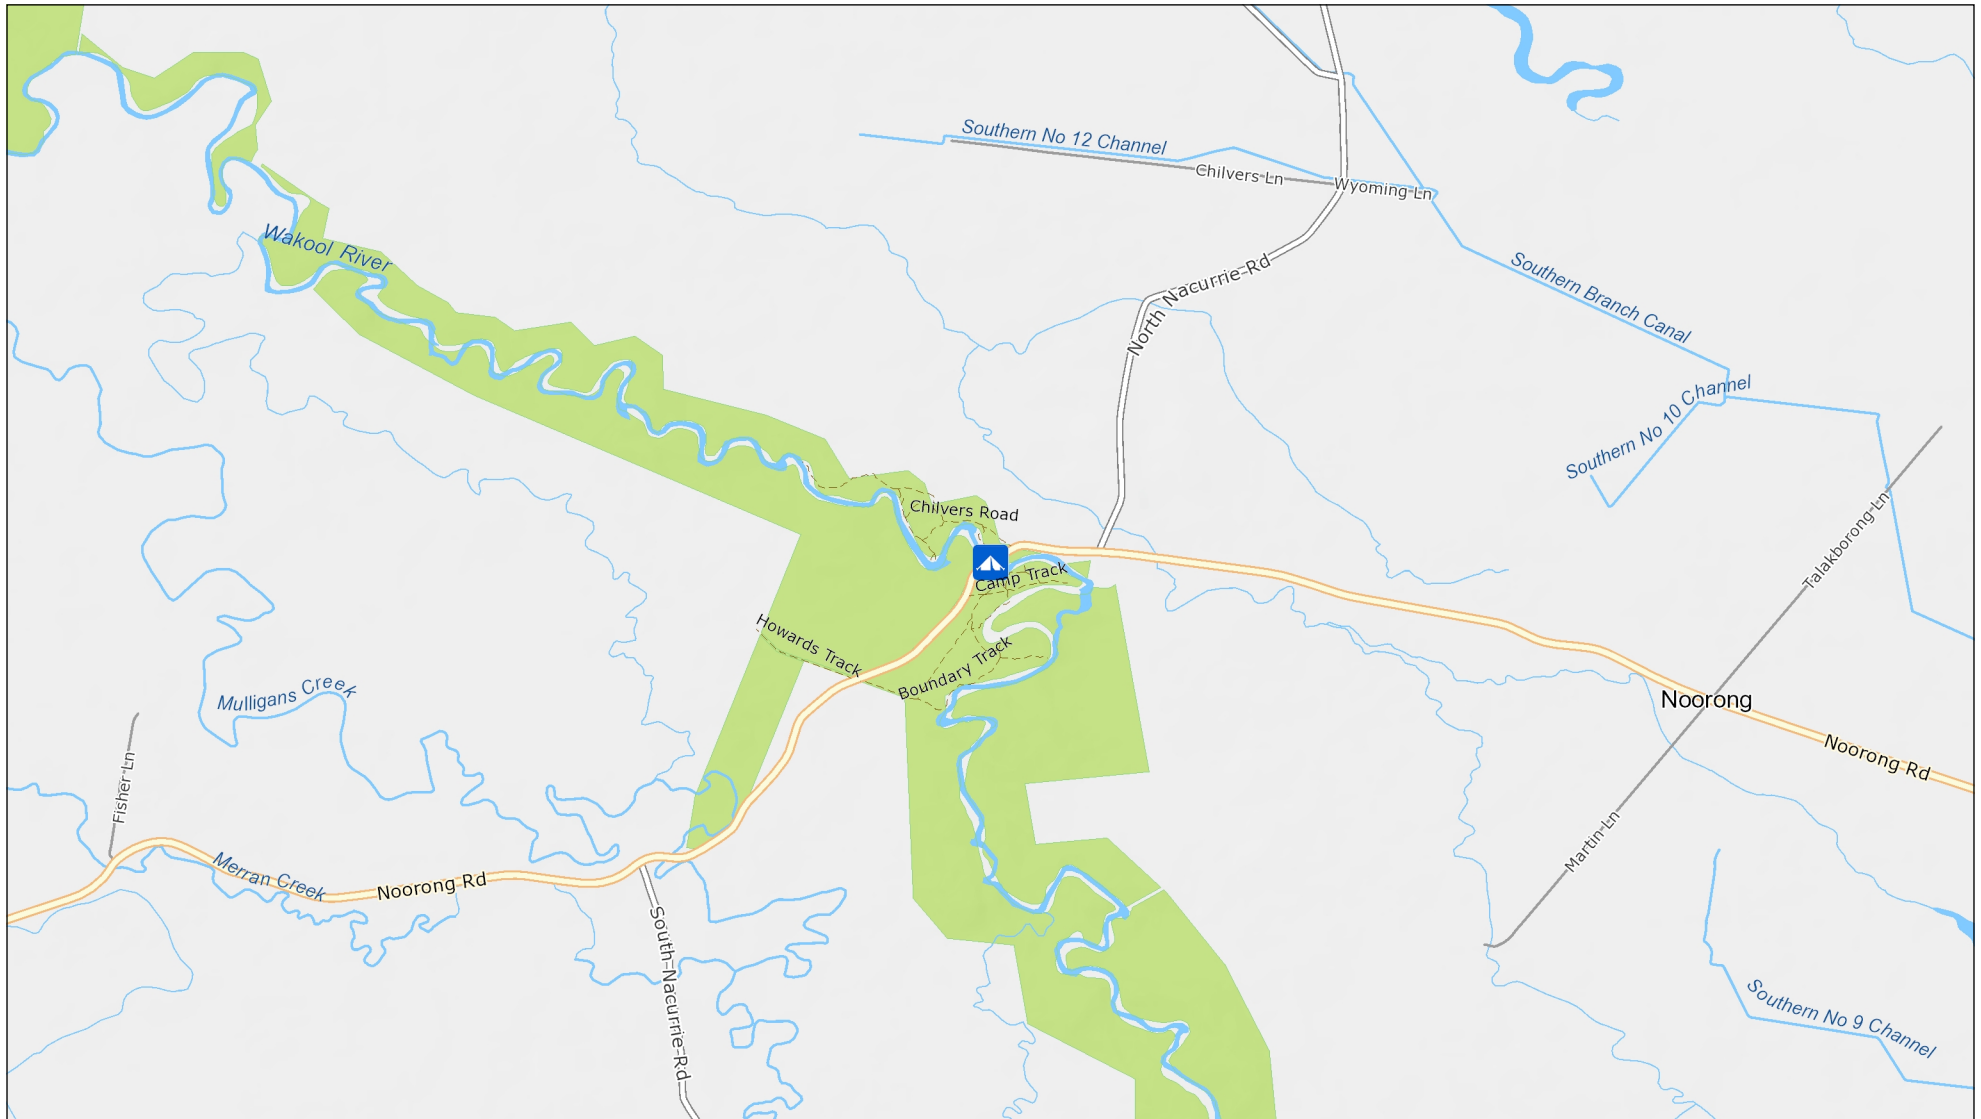 Southern No 12 Channel
Chilvers Ln
Wyoming Ln
Wakool River
North Nacurrie Rd
Southern Branch Canal
Southern No 10 Channel
Chilvers Road
Camp Track
Talakborong Ln
Howards Track
Boundary Track
Mulligans Creek
Noorong
Noorong Rd
Fisher Ln
Martin Ln
Merran Creek
Noorong Rd
South Nacurrie Rd
Southern No 9 Channel